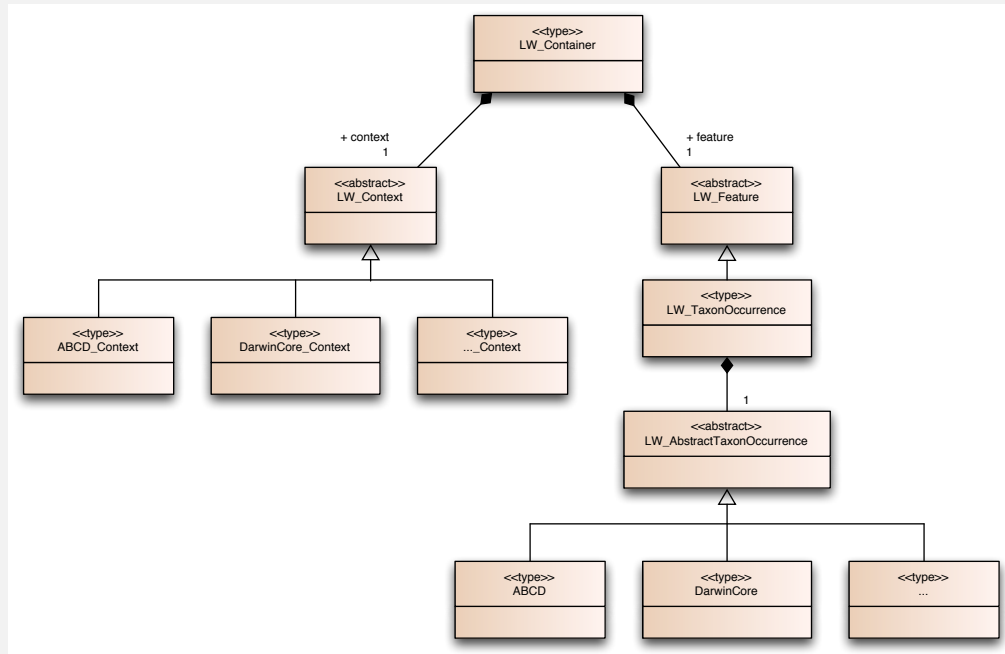 <<type>>
LW_Container
+ context
1
+ feature
1
<<abstract>>
LW_Context
<<abstract>>
LW_Feature
<<type>>
LW_TaxonOccurrence
<<type>>
ABCD_Context
<<type>>
DarwinCore_Context
<<type>>
..._Context
1
<<abstract>>
LW_AbstractTaxonOccurrence
<<type>>
ABCD
<<type>>
DarwinCore
<<type>>
...